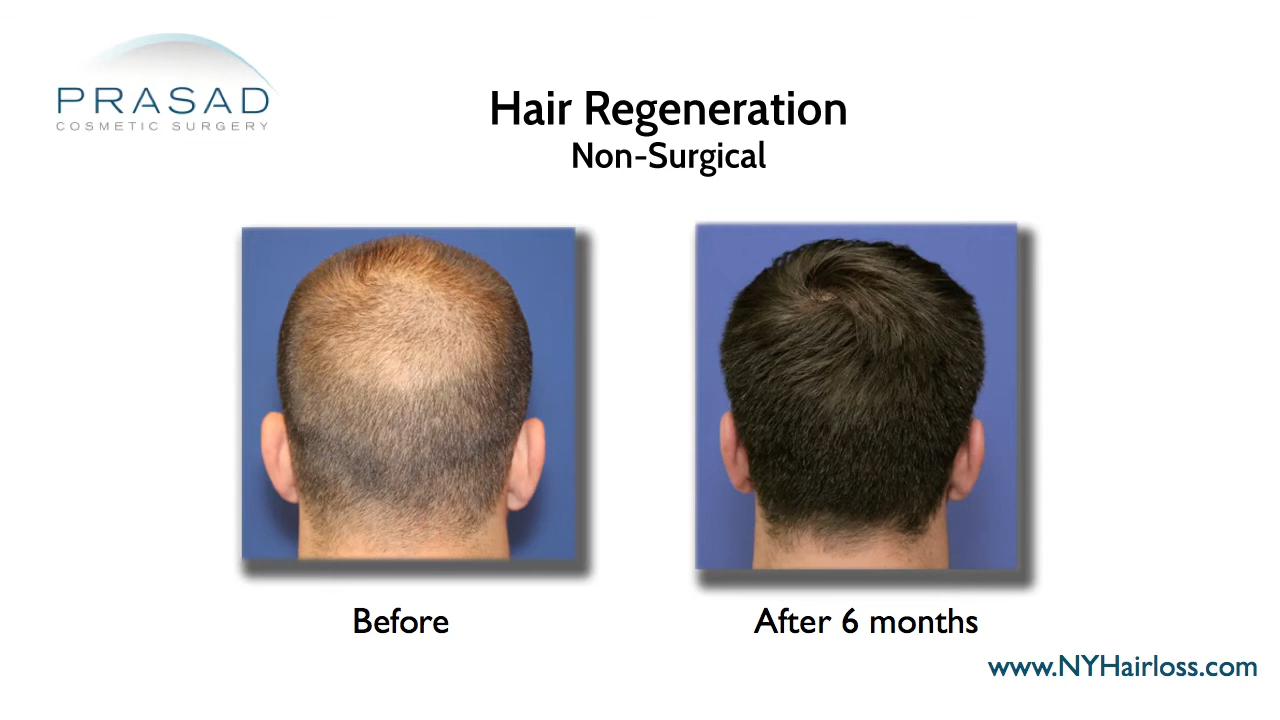 PRASAD
COSMETIC SURGERY
Hair Regeneration
Non-Surgical
Before
After 6 months
www.NYHairloss.com